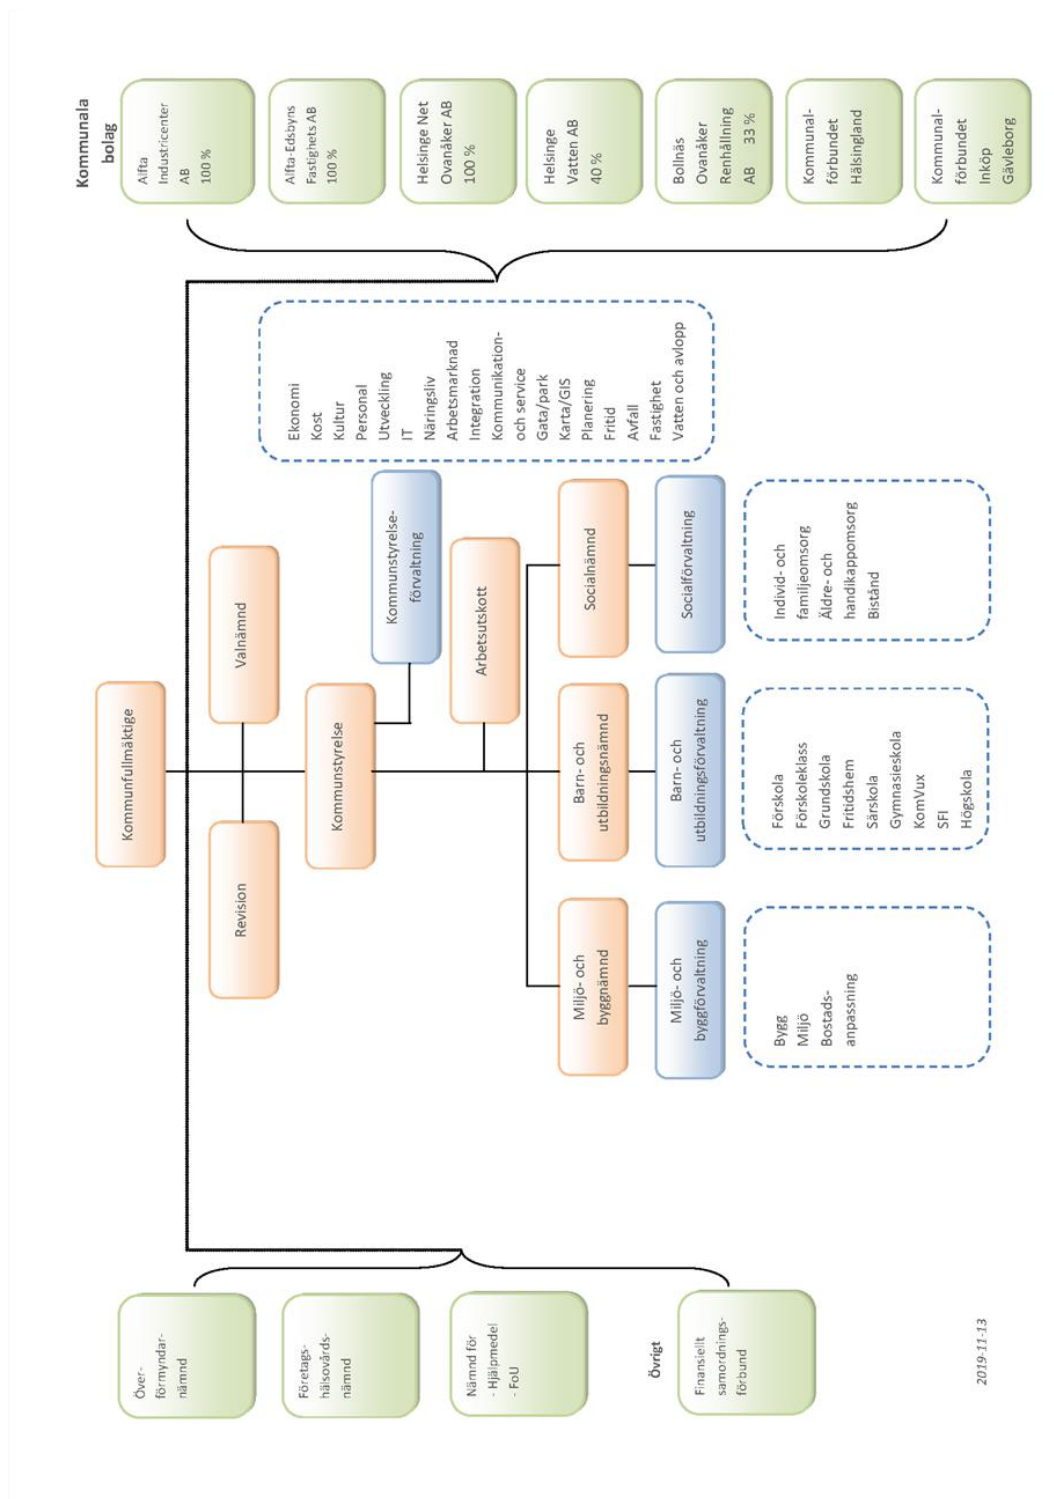 Kommunfullmäktige
Revision
Valnämnd
Kommunstyrelse
Kommunstyrelse-
förvaltning
Arbetsutskott
Miljö- och
byggnämnd
Barn- och
utbildningsnämnd
Socialnämnd
Miljö- och
byggförvaltning
Barn- och
utbildningsförvaltning
Socialförvaltning
Bygg
Miljö
Bostads-
anpassning
Förskola
Förskoleklass
Grundskola
Fritidshem
Särskola
Gymnasieskola
KomVux
SFI
Högskola
Individ- och
familjeomsorg
Äldre- och
handikappomsorg
Bistånd
Ekonomi
Kost
Kultur
Personal
Utveckling
IT
Näringsliv
Arbetsmarknad
Integration
Kommunikation-
och service
Gata/park
Karta/GIS
Planering
Fritid
Avfall
Fastighet
Vatten och avlopp
Över-
förmyndar-
nämnd
Företags-
hälsovårds-
nämnd
Nämnd för
- Hjälpmedel
- FoU
Övrigt
Finansiellt
samordnings-
förbund
Kommunala
bolag
Alfta
Industricenter
AB
100 %
Alfta-Edsbyns
Fastighets AB
100 %
Helsinge Net
Ovanåker AB
100 %
Helsinge
Vatten AB
40 %
Bollnäs
Ovanåker
Renhållning
AB 33 %
Kommunal-
förbundet
Hälsingland
Kommunal-
förbundet
Inköp
Gävleborg
2019-11-13